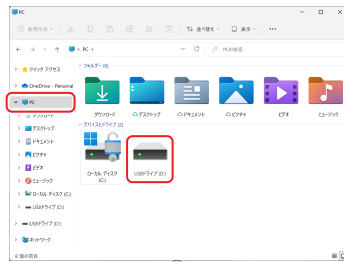 PC
新規作成
並べ替え
表示
PC
PCの検索
クイック アクセス
OneDrive - Personal
PC
ダウンロード
デスクトップ
ドキュメント
ピクチャ
ビデオ
ミュージック
ローカル ディスク (C:)
USBドライブ (D:)
USBドライブ (D:)
ネットワーク
フォルダー (6)
ダウンロード
デスクトップ
ドキュメント
ピクチャ
ビデオ
ミュージック
デバイスとドライブ (2)
ローカル ディスク
(C:)
USBドライブ (D:)
8 個の項目